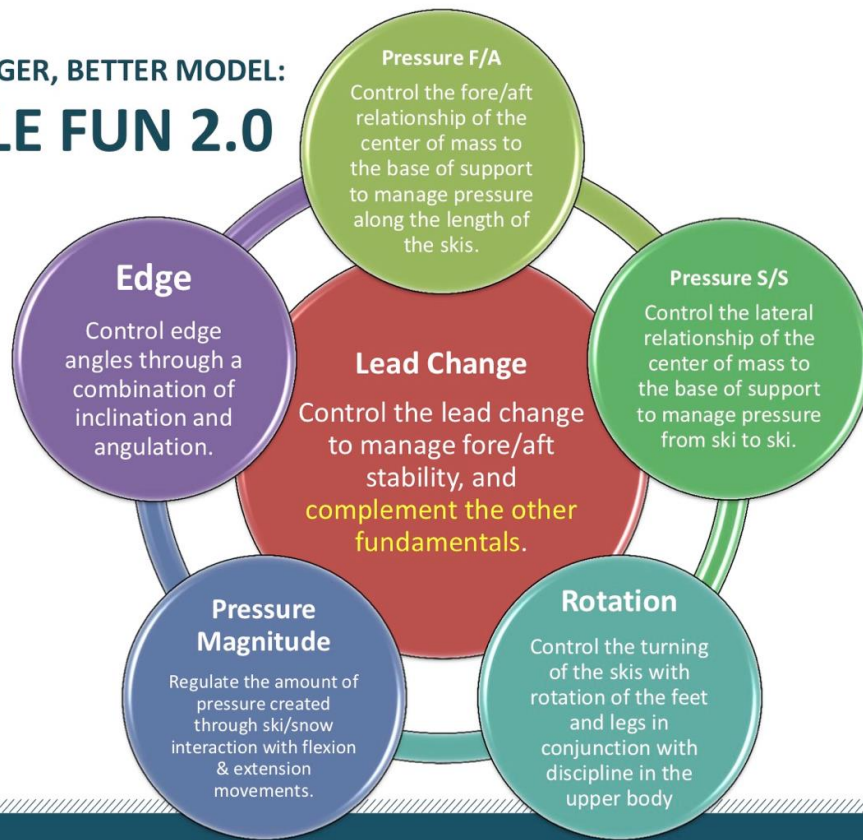 GER, BETTER MODEL:
LE FUN 2.0
Pressure F/A
Control the fore/aft
relationship of the
center of mass to
the base of support
to manage pressure
along the length of
the skis.
Pressure S/S
Control the lateral
relationship of the
center of mass to
the base of support
to manage pressure
from ski to ski.
Rotation
Control the turning
of the skis with
rotation of the feet
and legs in
conjunction with
discipline in the
upper body
Pressure
Magnitude
Regulate the amount of
pressure created
through ski/snow
interaction with flexion
& extension
movements.
Edge
Control edge
angles through a
combination of
inclination and
angulation.
Lead Change
Control the lead change
to manage fore/aft
stability, and
complement the other
fundamentals.